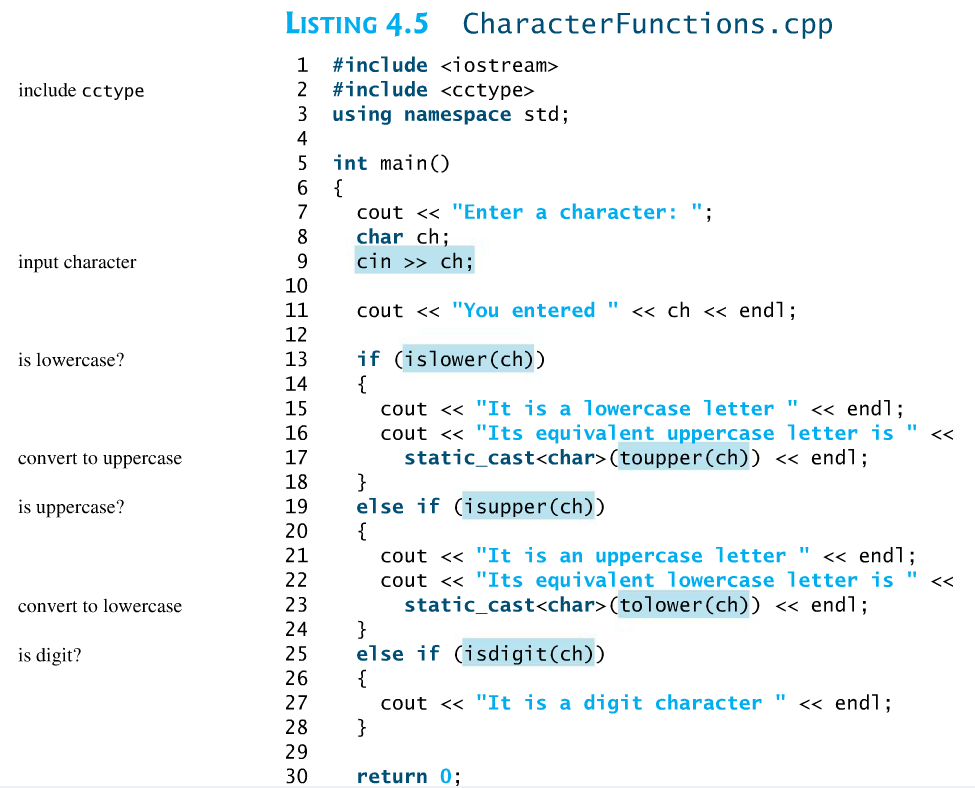 LISTING 4.5 CharacterFunctions.cpp
1 #include <iostream>
include cctype 2 #include <cctype>
3 using namespace std;
4
5 int main()
6 {
7 cout << "Enter a character: ";
8 char ch;
input character 9 cin >> ch;
10
11 cout << "You entered " << ch << endl;
12
is lowercase? 13 if (islower(ch))
14 {
15 cout << "It is a lowercase letter " << endl;
16 cout << "Its equivalent uppercase letter is " <<
convert to uppercase 17 static_cast<char>(toupper(ch)) << endl;
18 }
is uppercase? 19 else if (isupper(ch))
20 {
21 cout << "It is an uppercase letter " << endl;
22 cout << "Its equivalent lowercase letter is " <<
convert to lowercase 23 static_cast<char>(tolower(ch)) << endl;
24 }
is digit? 25 else if (isdigit(ch))
26 {
27 cout << "It is a digit character " << endl;
28 }
29
30 return 0;